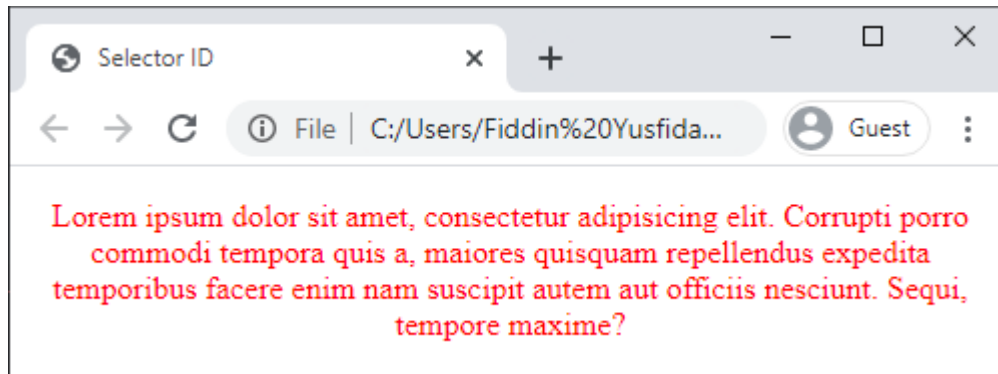 Selector ID
File C:/Users/Fiddin%20Yusfida... Guest
Lorem ipsum dolor sit amet, consectetur adipisicing elit. Corrupti porro
commodi tempora quis a, maiores quisquam repellendus expedita
temporibus facere enim nam suscipit autem aut officiis nesciunt. Sequi,
tempore maxime?